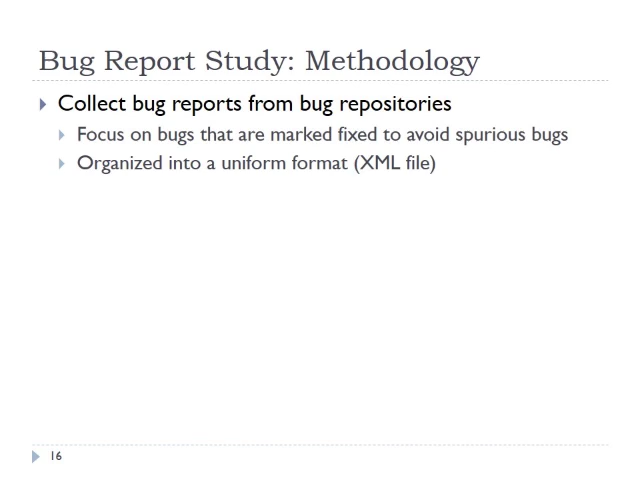 Bug Report Study: Methodology
Collect bug reports from bug repositories
Focus on bugs that are marked fixed to avoid spurious bugs
Organized into a uniform format (XML file)
16